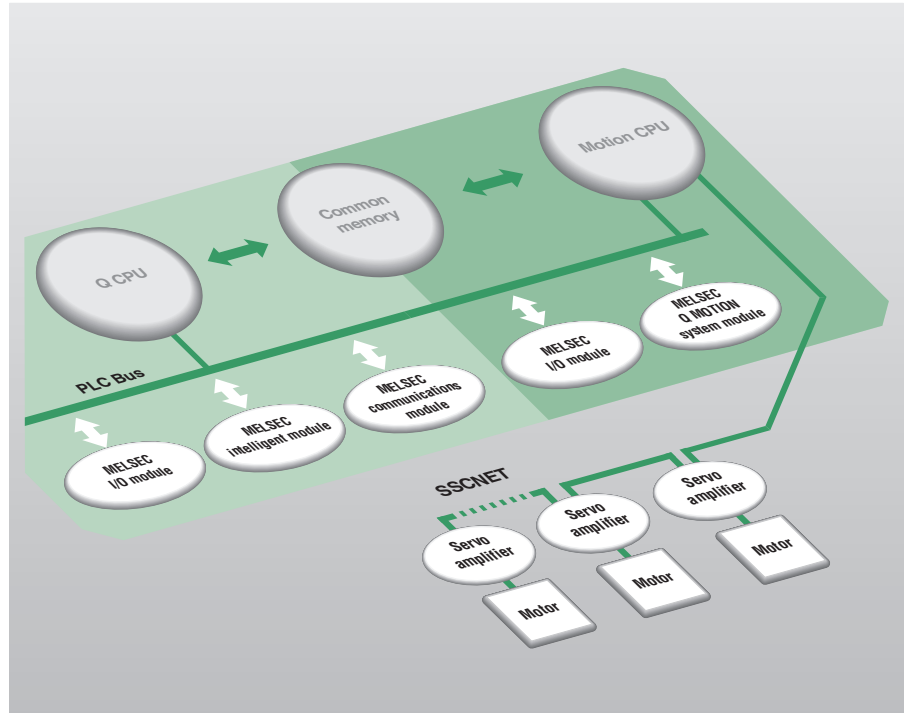 Motion CPU
Common
memory
Q CPU
MELSEC
Q MOTION
system module
MELSEC
I/O module
PLC Bus
MELSEC
communications
module
MELSEC
intelligent module
MELSEC
I/O module
SSCNET
Servo
amplifier
Servo
amplifier
Servo
amplifier
Motor
Motor
Motor